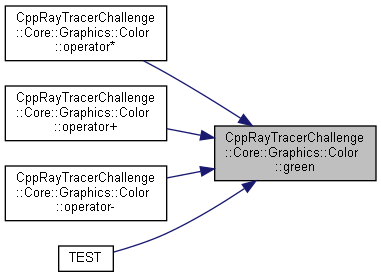 CppRayTracerChallenge
::Core::Graphics::Color
::operator*
CppRayTracerChallenge
::Core::Graphics::Color
::operator+
CppRayTracerChallenge
::Core::Graphics::Color
::operator-
TEST
CppRayTracerChallenge
::Core::Graphics::Color
::green